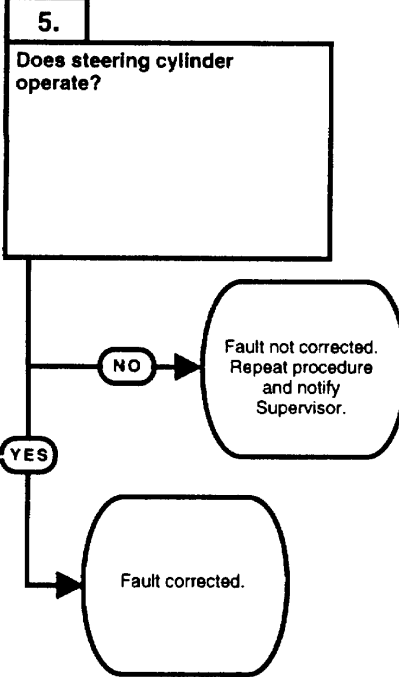 5.
Does steering cylinder
operate?
NO
Fault not corrected.
Repeat procedure
and notify
Supervisor.
YES
Fault corrected.